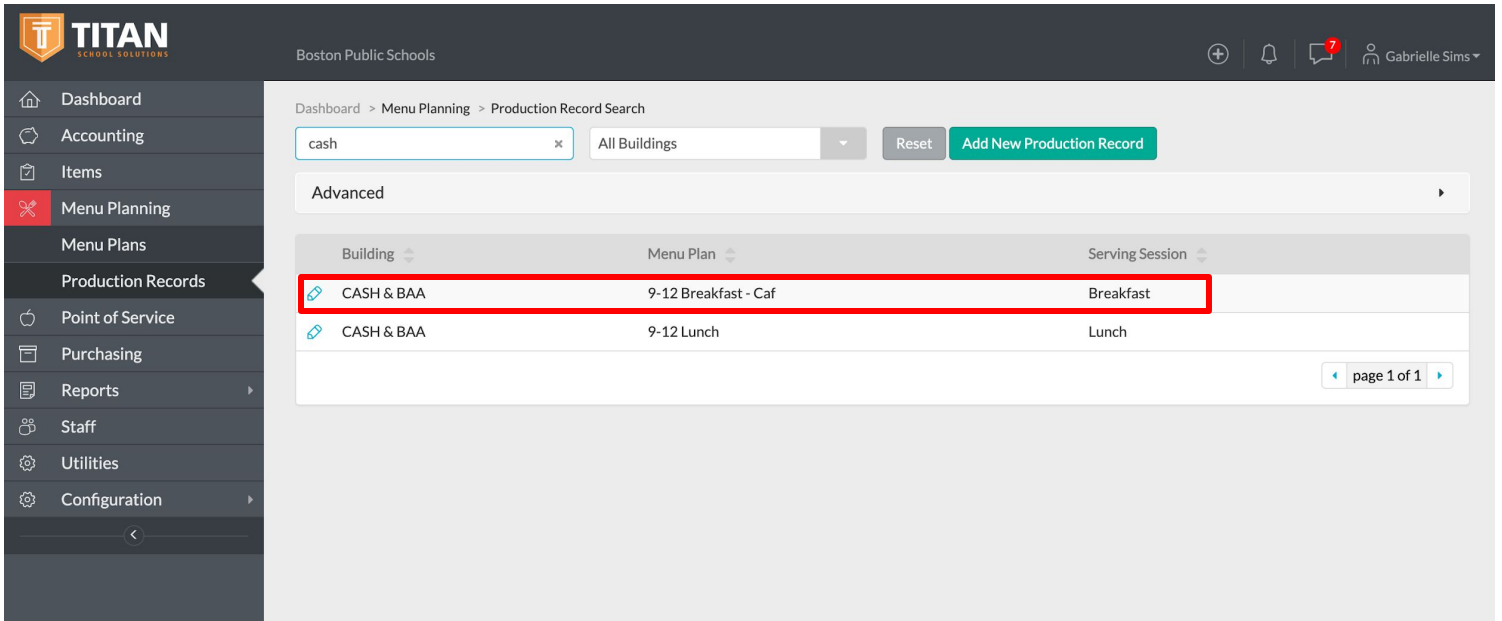 TITAN
SCHOOL SOLUTIONS
Boston Public Schools
7
Gabrielle Sims
Dashboard
Accounting
Items
Menu Planning
Menu Plans
Production Records
Point of Service
Purchasing
Reports
Staff
Utilities
Configuration
Dashboard > Menu Planning > Production Record Search
cash × All Buildings Reset Add New Production Record
Advanced
Building Menu Plan Serving Session
CASH & BAA 9-12 Breakfast - Caf Breakfast
CASH & BAA 9-12 Lunch Lunch
page 1 of 1